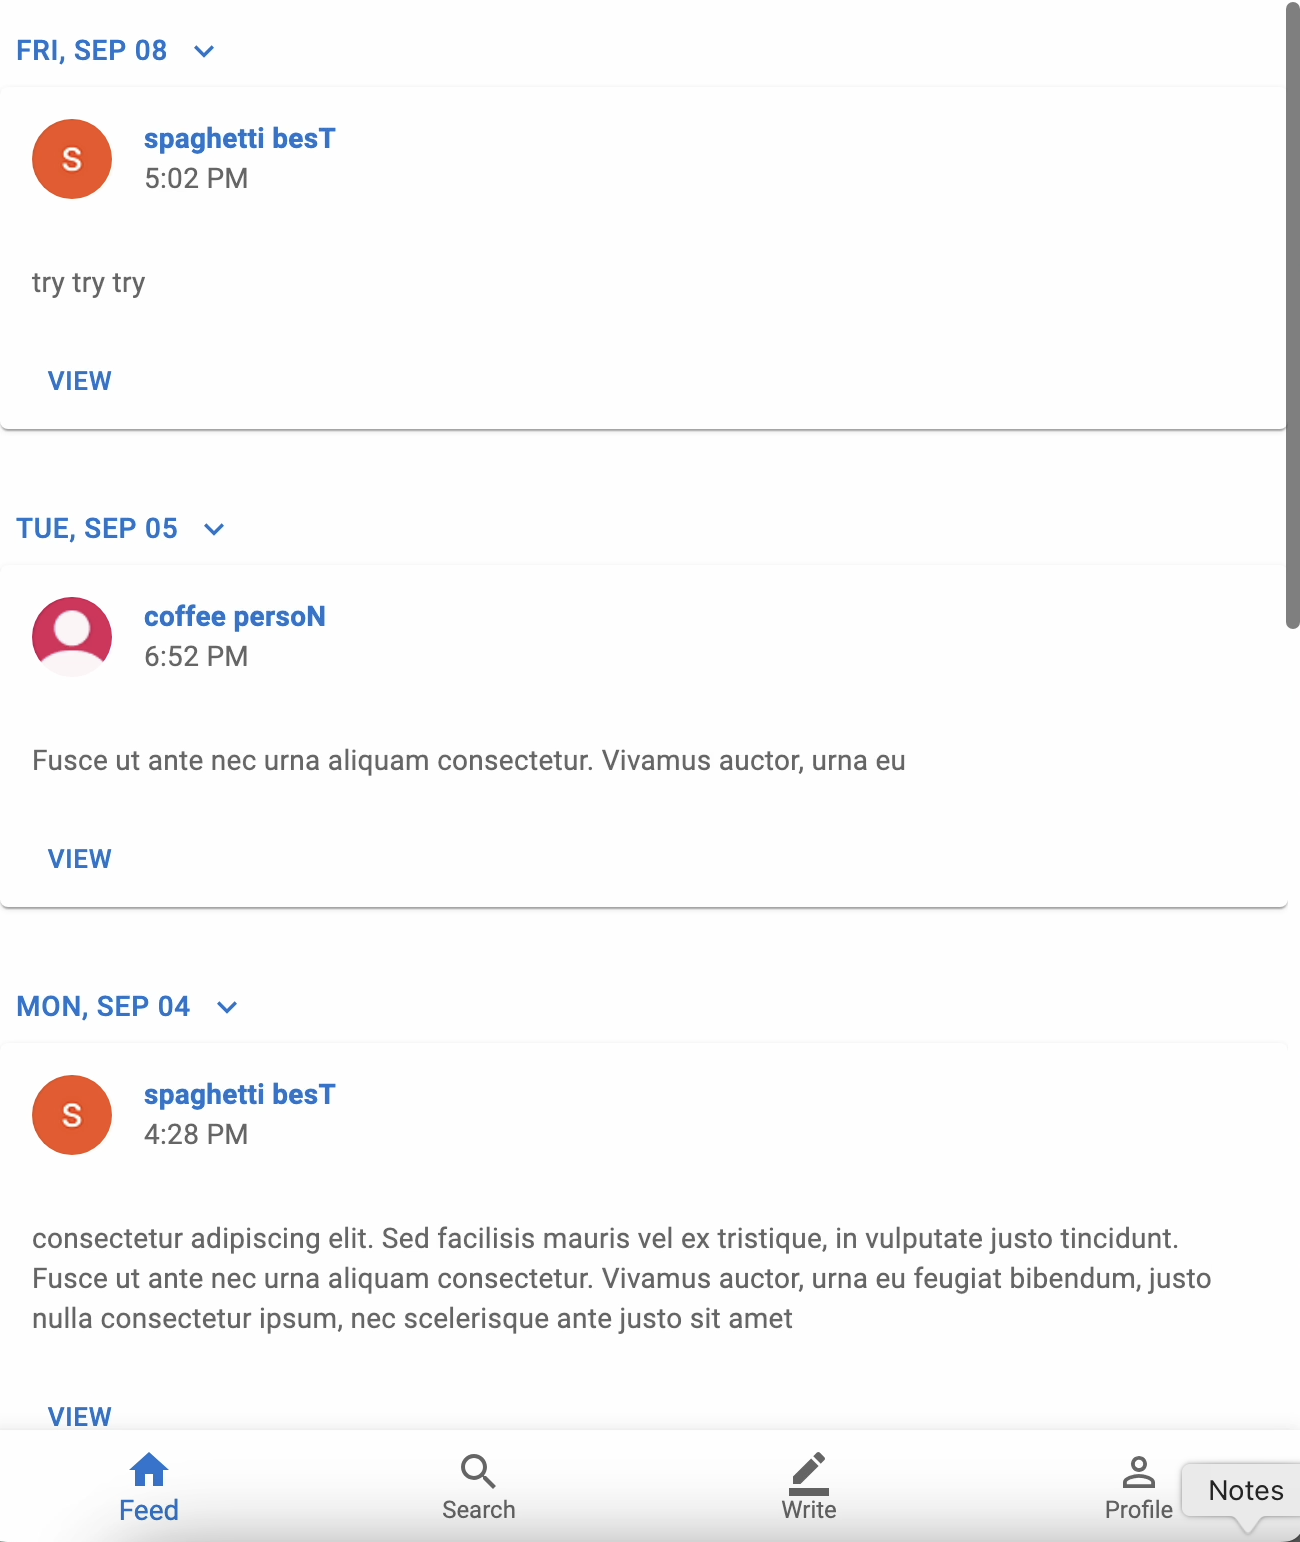 FRI, SEP 08
S
spaghetti besT
5:02 PM
try try try
VIEW
TUE, SEP 05
coffee persoN
6:52 PM
Fusce ut ante nec urna aliquam consectetur. Vivamus auctor, urna eu
VIEW
MON, SEP 04
S
spaghetti besT
4:28 PM
consectetur adipiscing elit. Sed facilisis mauris vel ex tristique, in vulputate justo tincidunt.
Fusce ut ante nec urna aliquam consectetur. Vivamus auctor, urna eu feugiat bibendum, justo
nulla consectetur ipsum, nec scelerisque ante justo sit amet
VIEW
Feed
Search
Write
Profile
Notes